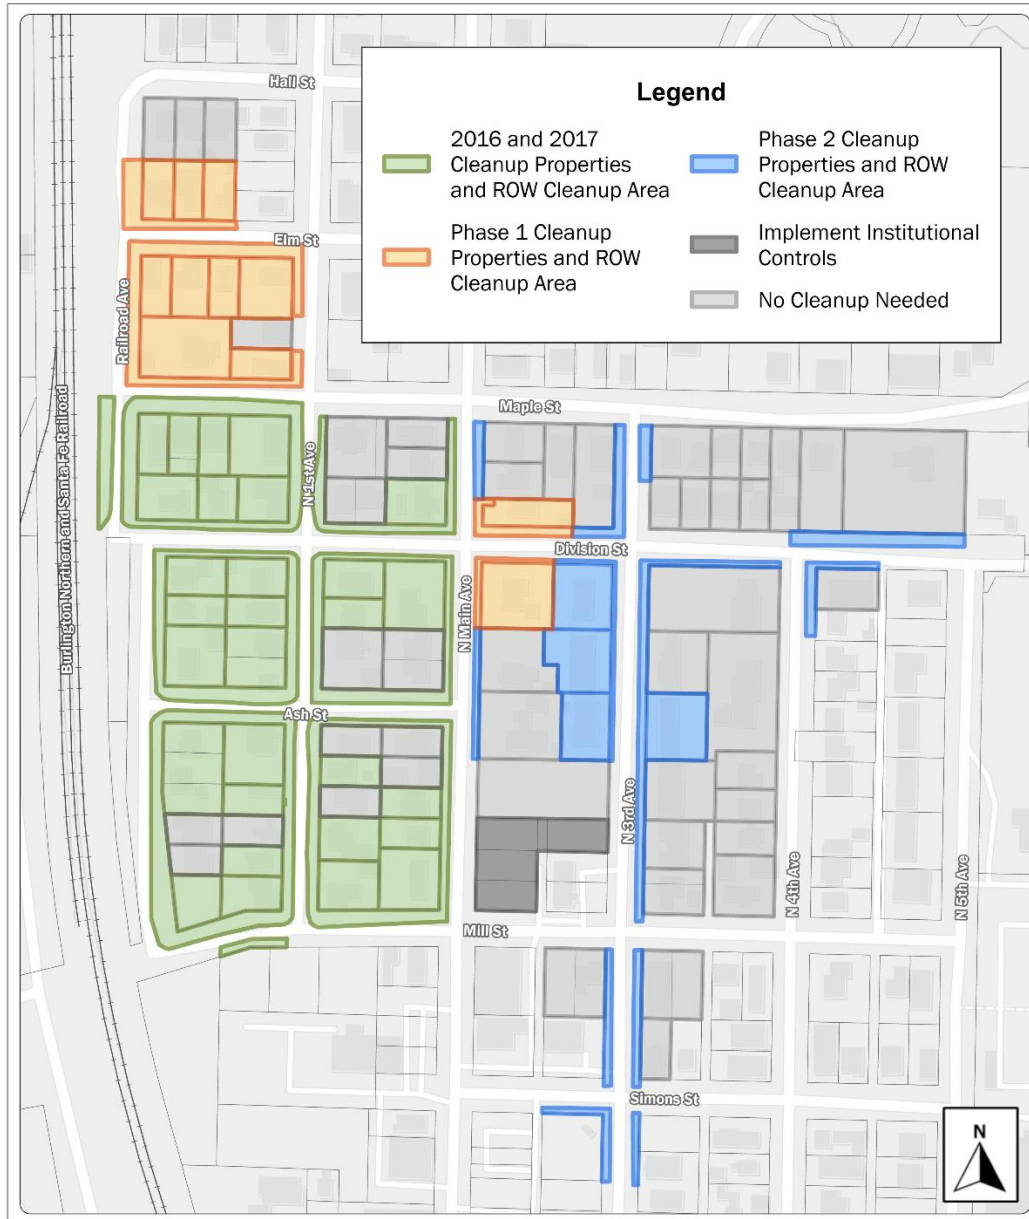 Hall St
Legend
2016 and 2017
Cleanup Properties
and ROW Cleanup Area
Phase 1 Cleanup
Properties and ROW
Cleanup Area
Phase 2 Cleanup
Properties and ROW
Cleanup Area
Implement Institutional
Controls
No Cleanup Needed
Elm St
Railroad Ave
Maple St
N 1st Ave
Division St
Burlington Northern and Santa Fe Railroad
N Main Ave
Ash St
N 3rd Ave
N 4th Ave
N 5th Ave
Mill St
Simons St
N